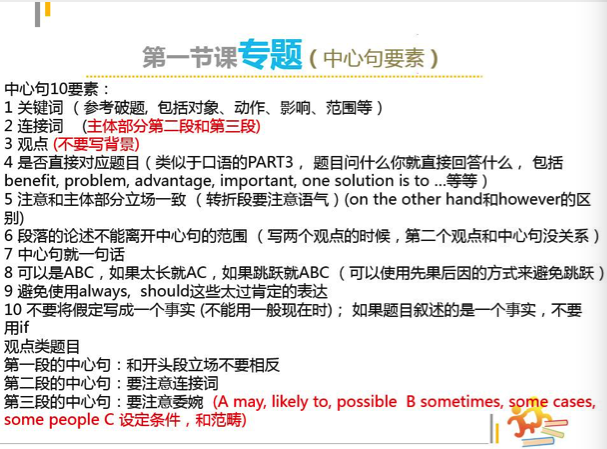 第一节课专题（中心句要素）
中心句10要素：
1 关键词 （ 参考破题, 包括对象、动作、影响、范围等 ）
2 连接词 (主体部分第二段和第三段)
3 观点 (不要写背景)
4 是否直接对应题目 ( 类似于口语的PART3 ， 题目问什么你就直接回答什么 ， 包括
benefit, problem, advantage, important, one solution is to ...等等 )
5 注意和主体部分立场一致 （ 转折段要注意语气 ) (on the other hand和however的区
别)
6 段落的论述不能离开中心句的范围 （ 写两个观点的时候，第二个观点和中心句没关系 ）
7 中心句就一句话
8 可以是ABC，如果太长就AC，如果跳跃就ABC （ 可以使用先果后因的方式来避免跳跃 ）
9 避免使用always, should这些太过肯定的表达
10 不要将假定写成一个事实 (不能用一般现在时) ； 如果题目叙述的是一个事实，不要
用if
观点类题目
第一段的中心句：和开头段立场不要相反
第二段的中心句：要注意连接词
第三段的中心句：要注意委婉 (A may, likely to, possible B sometimes, some cases,
some people C 设定条件，和范畴)